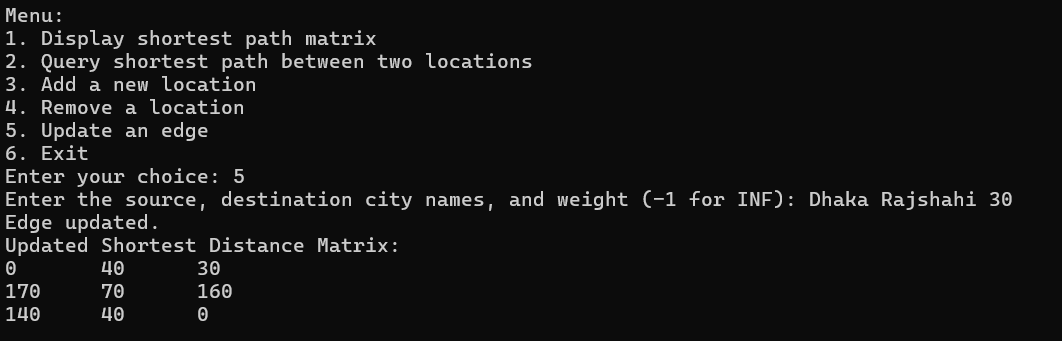 Menu:
1. Display shortest path matrix
2. Query shortest path between two locations
3. Add a new location
4. Remove a location
5. Update an edge
6. Exit
Enter your choice: 5
Enter the source, destination city names, and weight (-1 for INF): Dhaka Rajshahi 30
Edge updated.
Updated Shortest Distance Matrix:
0       40      30
170     70      160
140     40      0